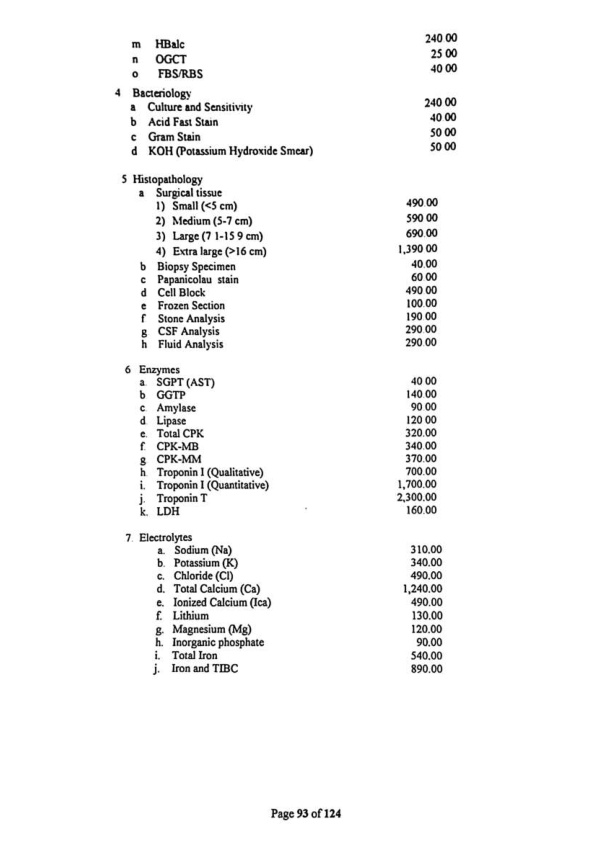 m HBalc 240 00
n OGCT 25 00
o FBS/RBS 40 00
4 Bacteriology
a Culture and Sensitivity 240 00
b Acid Fast Stain 40 00
c Gram Stain 50 00
d KOH (Potassium Hydroxide Smear) 50 00
5 Histopathology
a Surgical tissue
1) Small (<5 cm) 490 00
2) Medium (5-7 cm) 590 00
3) Large (7 1-15 9 cm) 690.00
4) Extra large (>16 cm) 1,390 00
b Biopsy Specimen 40.00
c Papanicolau stain 60 00
d Cell Block 490 00
e Frozen Section 100.00
f Stone Analysis 190 00
g CSF Analysis 290.00
h Fluid Analysis 290.00
6 Enzymes
a. SGPT (AST) 40 00
b GGTP 140.00
c. Amylase 90 00
d. Lipase 120 00
e. Total CPK 320.00
f. CPK-MB 340.00
g. CPK-MM 370.00
h. Troponin I (Qualitative) 700.00
i. Troponin I (Quantitative) 1,700.00
j. Troponin T 2,300.00
k. LDH 160.00
7. Electrolytes
a. Sodium (Na) 310.00
b. Potassium (K) 340.00
c. Chloride (Cl) 490.00
d. Total Calcium (Ca) 1,240.00
e. Ionized Calcium (Ica) 490.00
f. Lithium 130.00
g. Magnesium (Mg) 120.00
h. Inorganic phosphate 90.00
i. Total Iron 540.00
j. Iron and TIBC 890.00
Page 93 of 124